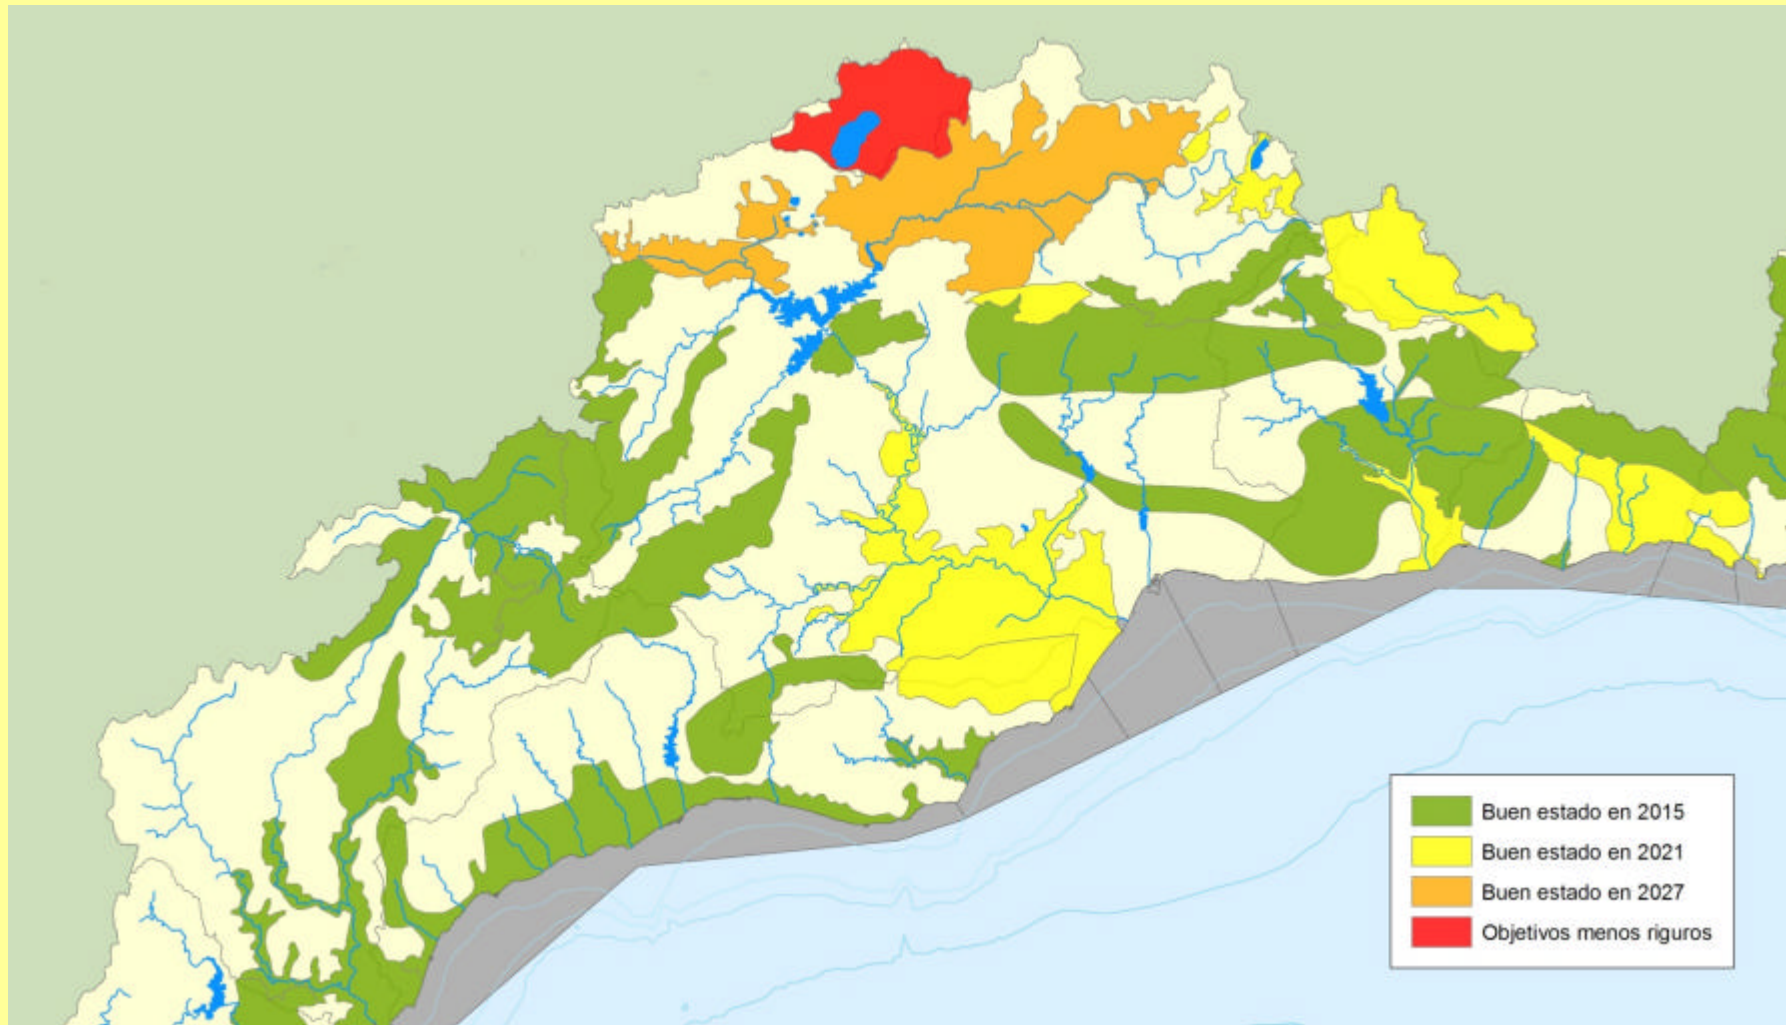 Buen estado en 2015
Buen estado en 2021
Buen estado en 2027
Objetivos menos riguros